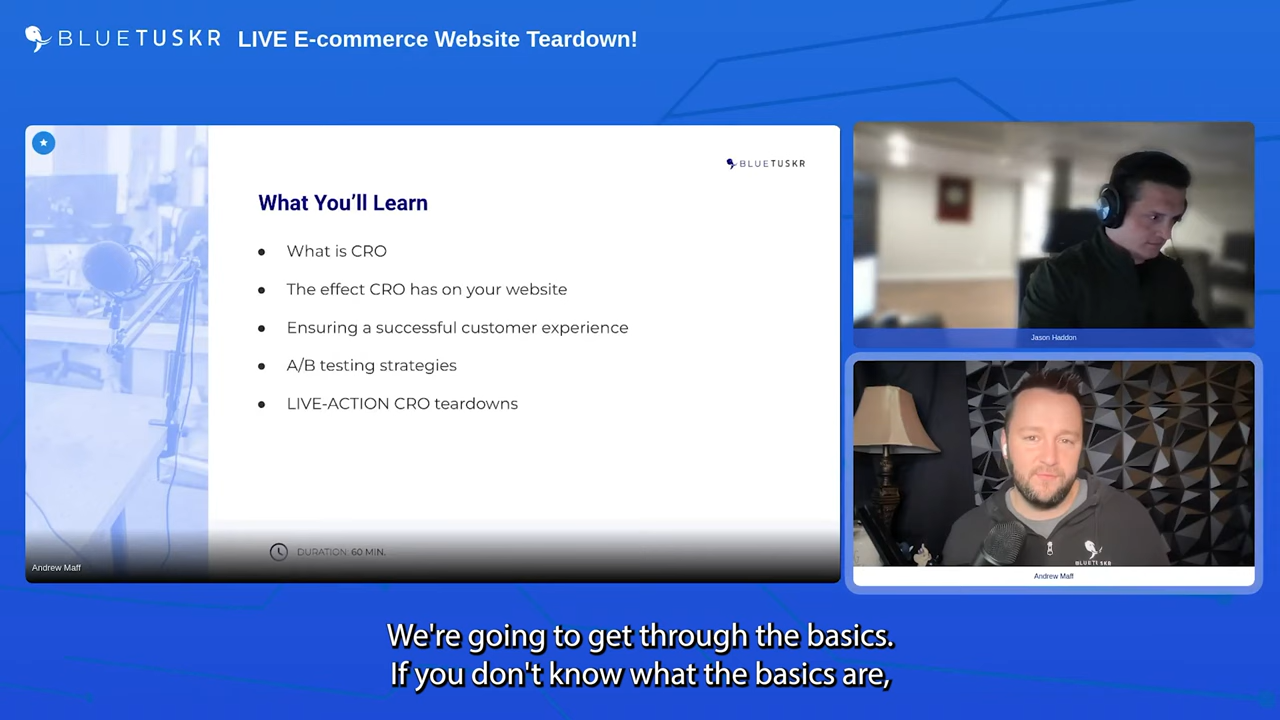 BLUETUSKR LIVE E-commerce Website Teardown!
BLUETUSKR
What You’ll Learn
● What is CRO
● The effect CRO has on your website
● Ensuring a successful customer experience
● A/B testing strategies
● LIVE-ACTION CRO teardowns
DURATION: 60 MIN.
Andrew Maff
Jason Haddon
BLUETUSKR
Andrew Maff
We're going to get through the basics.
If you don't know what the basics are,